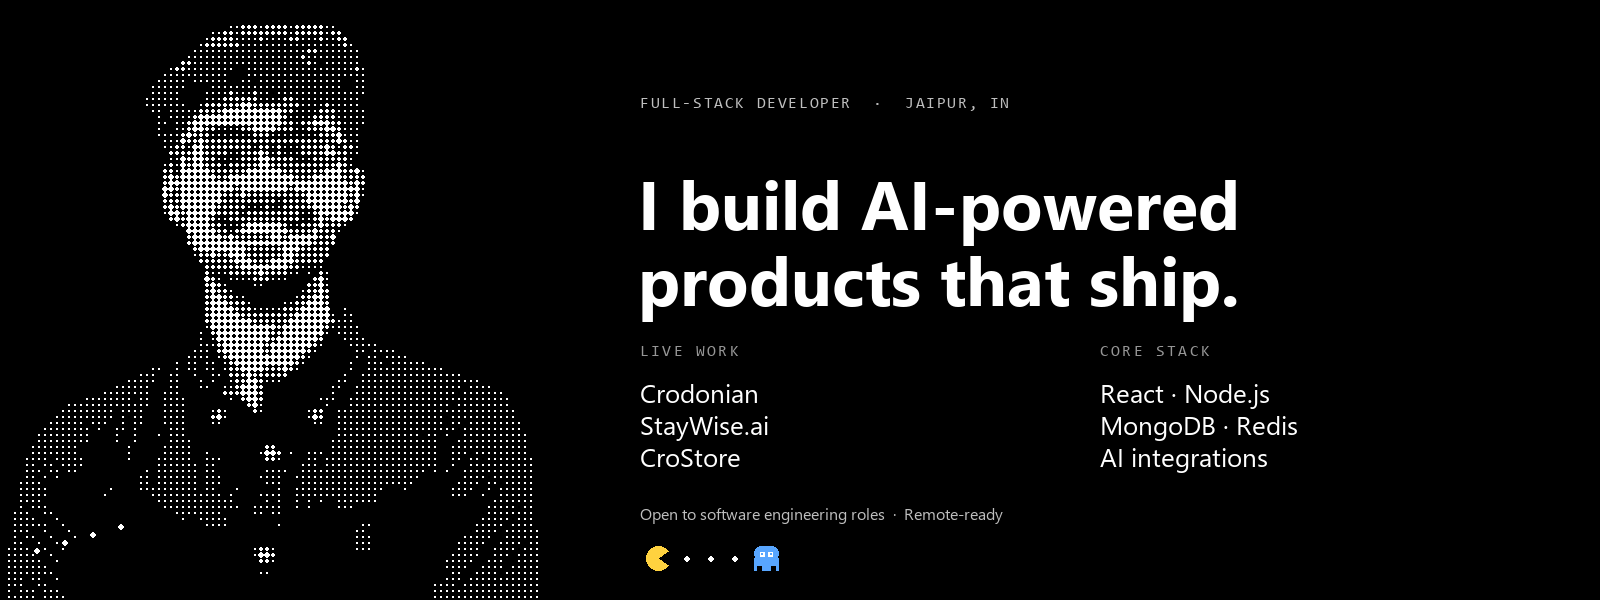 FULL-STACK DEVELOPER · JAIPUR, IN
I build AI-powered
products that ship.
LIVE WORK
Crodonian
StayWise.ai
CroStore
CORE STACK
React · Node.js
MongoDB · Redis
AI integrations
Open to software engineering roles · Remote-ready